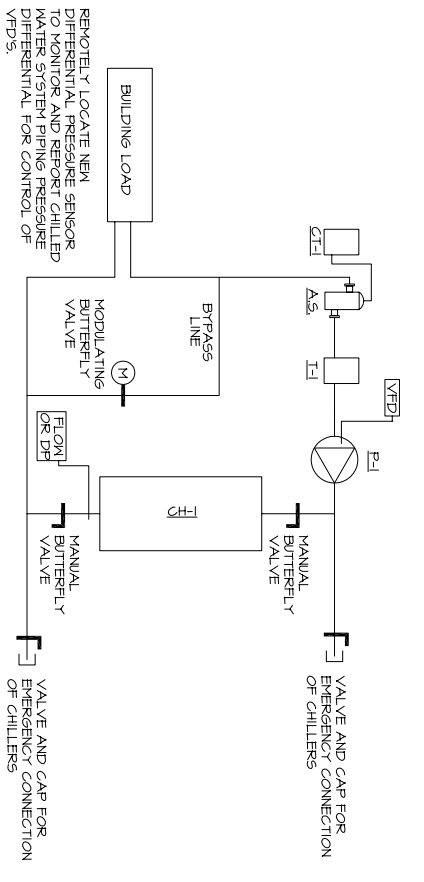 REMOTELY LOCATE NEW
DIFFERENTIAL PRESSURE SENSOR
TO MONITOR AND REPORT CHILLED
WATER SYSTEM PIPING PRESSURE
DIFFERENTIAL FOR CONTROL OF
VFD'S.
BUILDING LOAD
CT-1
A.S.
T-1
VFD
P-1
BYPASS
LINE
MODULATING
BUTTERFLY
VALVE
M
FLOW
OR DP
CH-1
MANUAL
BUTTERFLY
VALVE
MANUAL
BUTTERFLY
VALVE
VALVE AND CAP FOR
EMERGENCY CONNECTION
OF CHILLERS
VALVE AND CAP FOR
EMERGENCY CONNECTION
OF CHILLERS